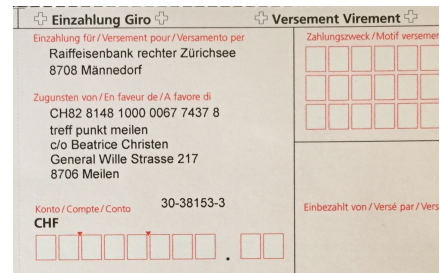 Einzahlung Giro
Versement Virement
Einzahlung für/Versement pour/Versamento per
Raiffeisenbank rechter Zürichsee
8708 Männedorf
Zugunsten von/En faveur de/A favore di
CH82 8148 1000 0067 7437 8
treff punkt meilen
c/o Beatrice Christen
General Wille Strasse 217
8706 Meilen
Konto/Compte/Conto 30-38153-3
CHF
Zahlungszweck/Motif versemen
Einbezahlt von/Versé par/Vers